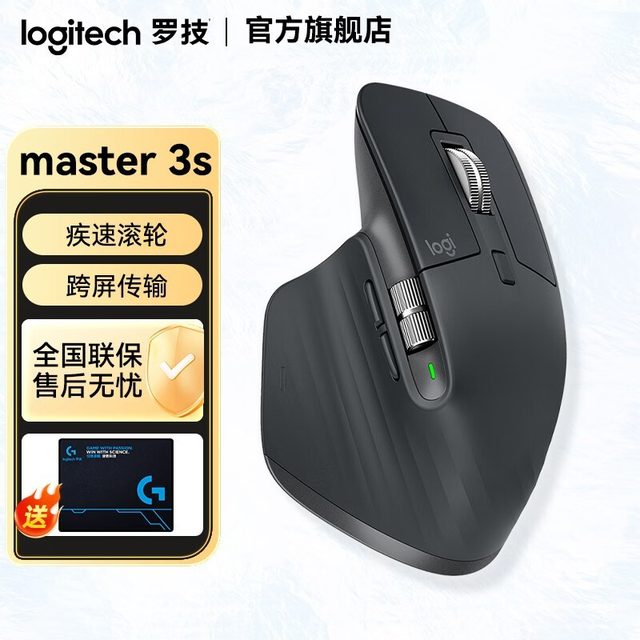 logitech 罗技 | 官方旗舰店
master 3s
疾速滚轮
跨屏传输
全国联保
售后无忧
GAME WITH PASSION.
WIN WITH SCIENCE.
logitech
送
logi